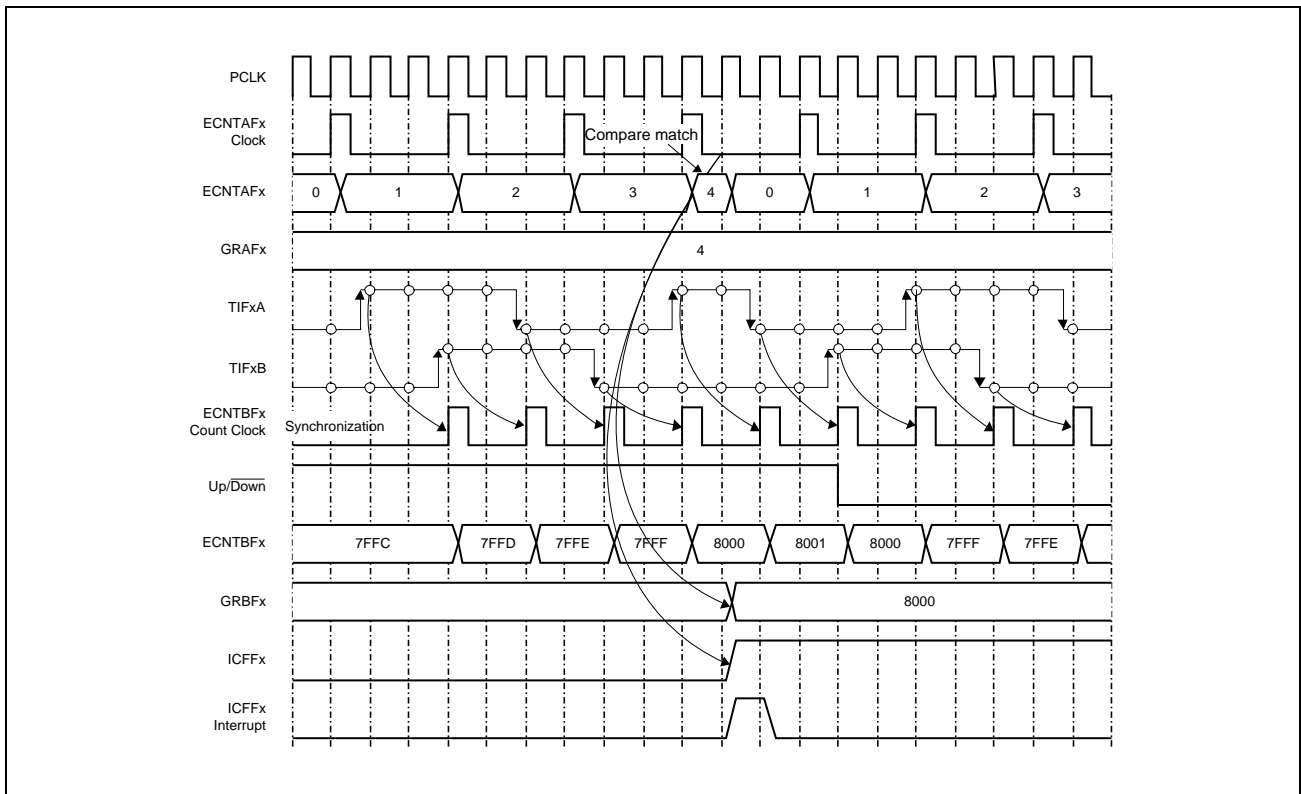 PCLK
ECNTAFx
Clock
Compare match
ECNTAFx 0 1 2 3 4 0 1 2 3
GRAFx 4
TIFxA
TIFxB
ECNTBFx
Count Clock
Synchronization
Up/Down
ECNTBFx 7FFC 7FFD 7FFE 7FFF 8000 8001 8000 7FFF 7FFE
GRBFx 8000
ICFFx
ICFFx
Interrupt